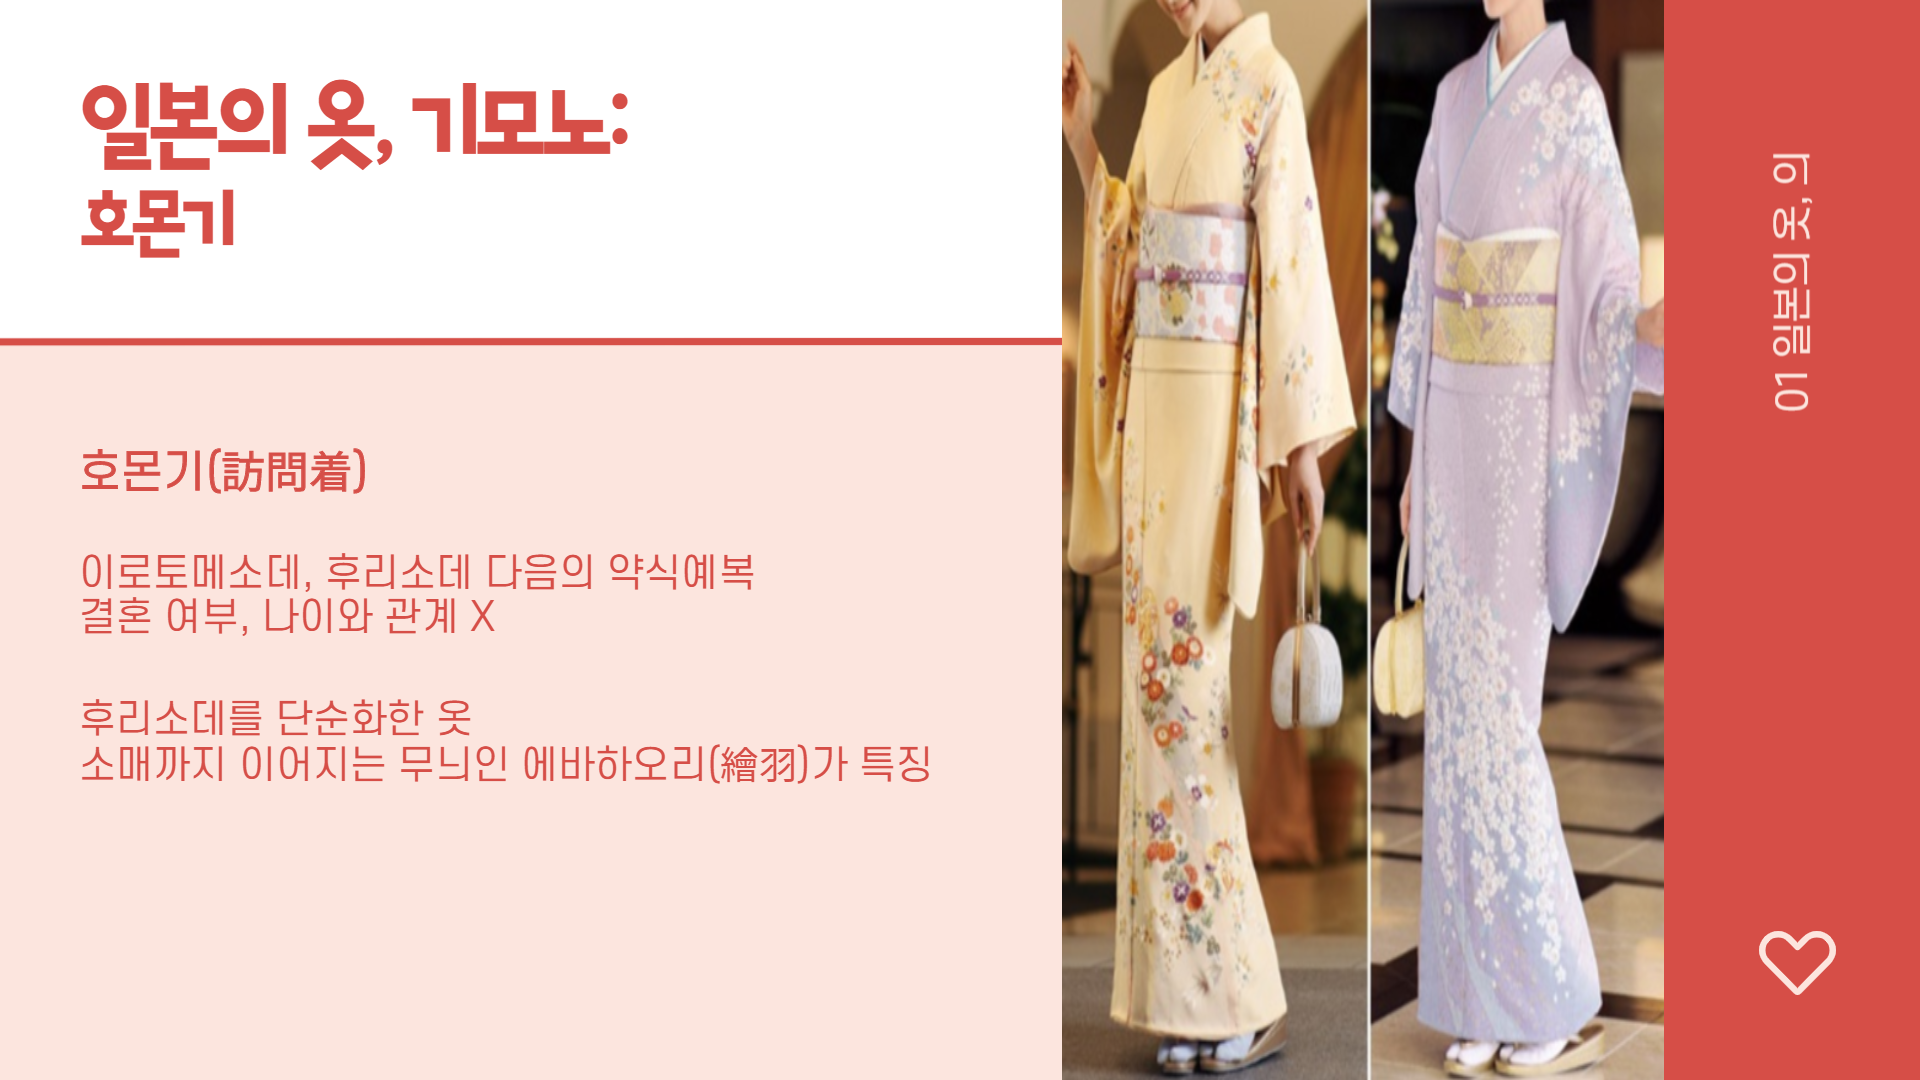 일본의 옷, 기모노:
호몬기
호몬기(訪問着)
이로토메소데, 후리소데 다음의 약식예복
결혼 여부, 나이와 관계 X
후리소데를 단순화한 옷
소매까지 이어지는 무늬인 에바하오리(繪羽)가 특징
01 일본의 옷, 의